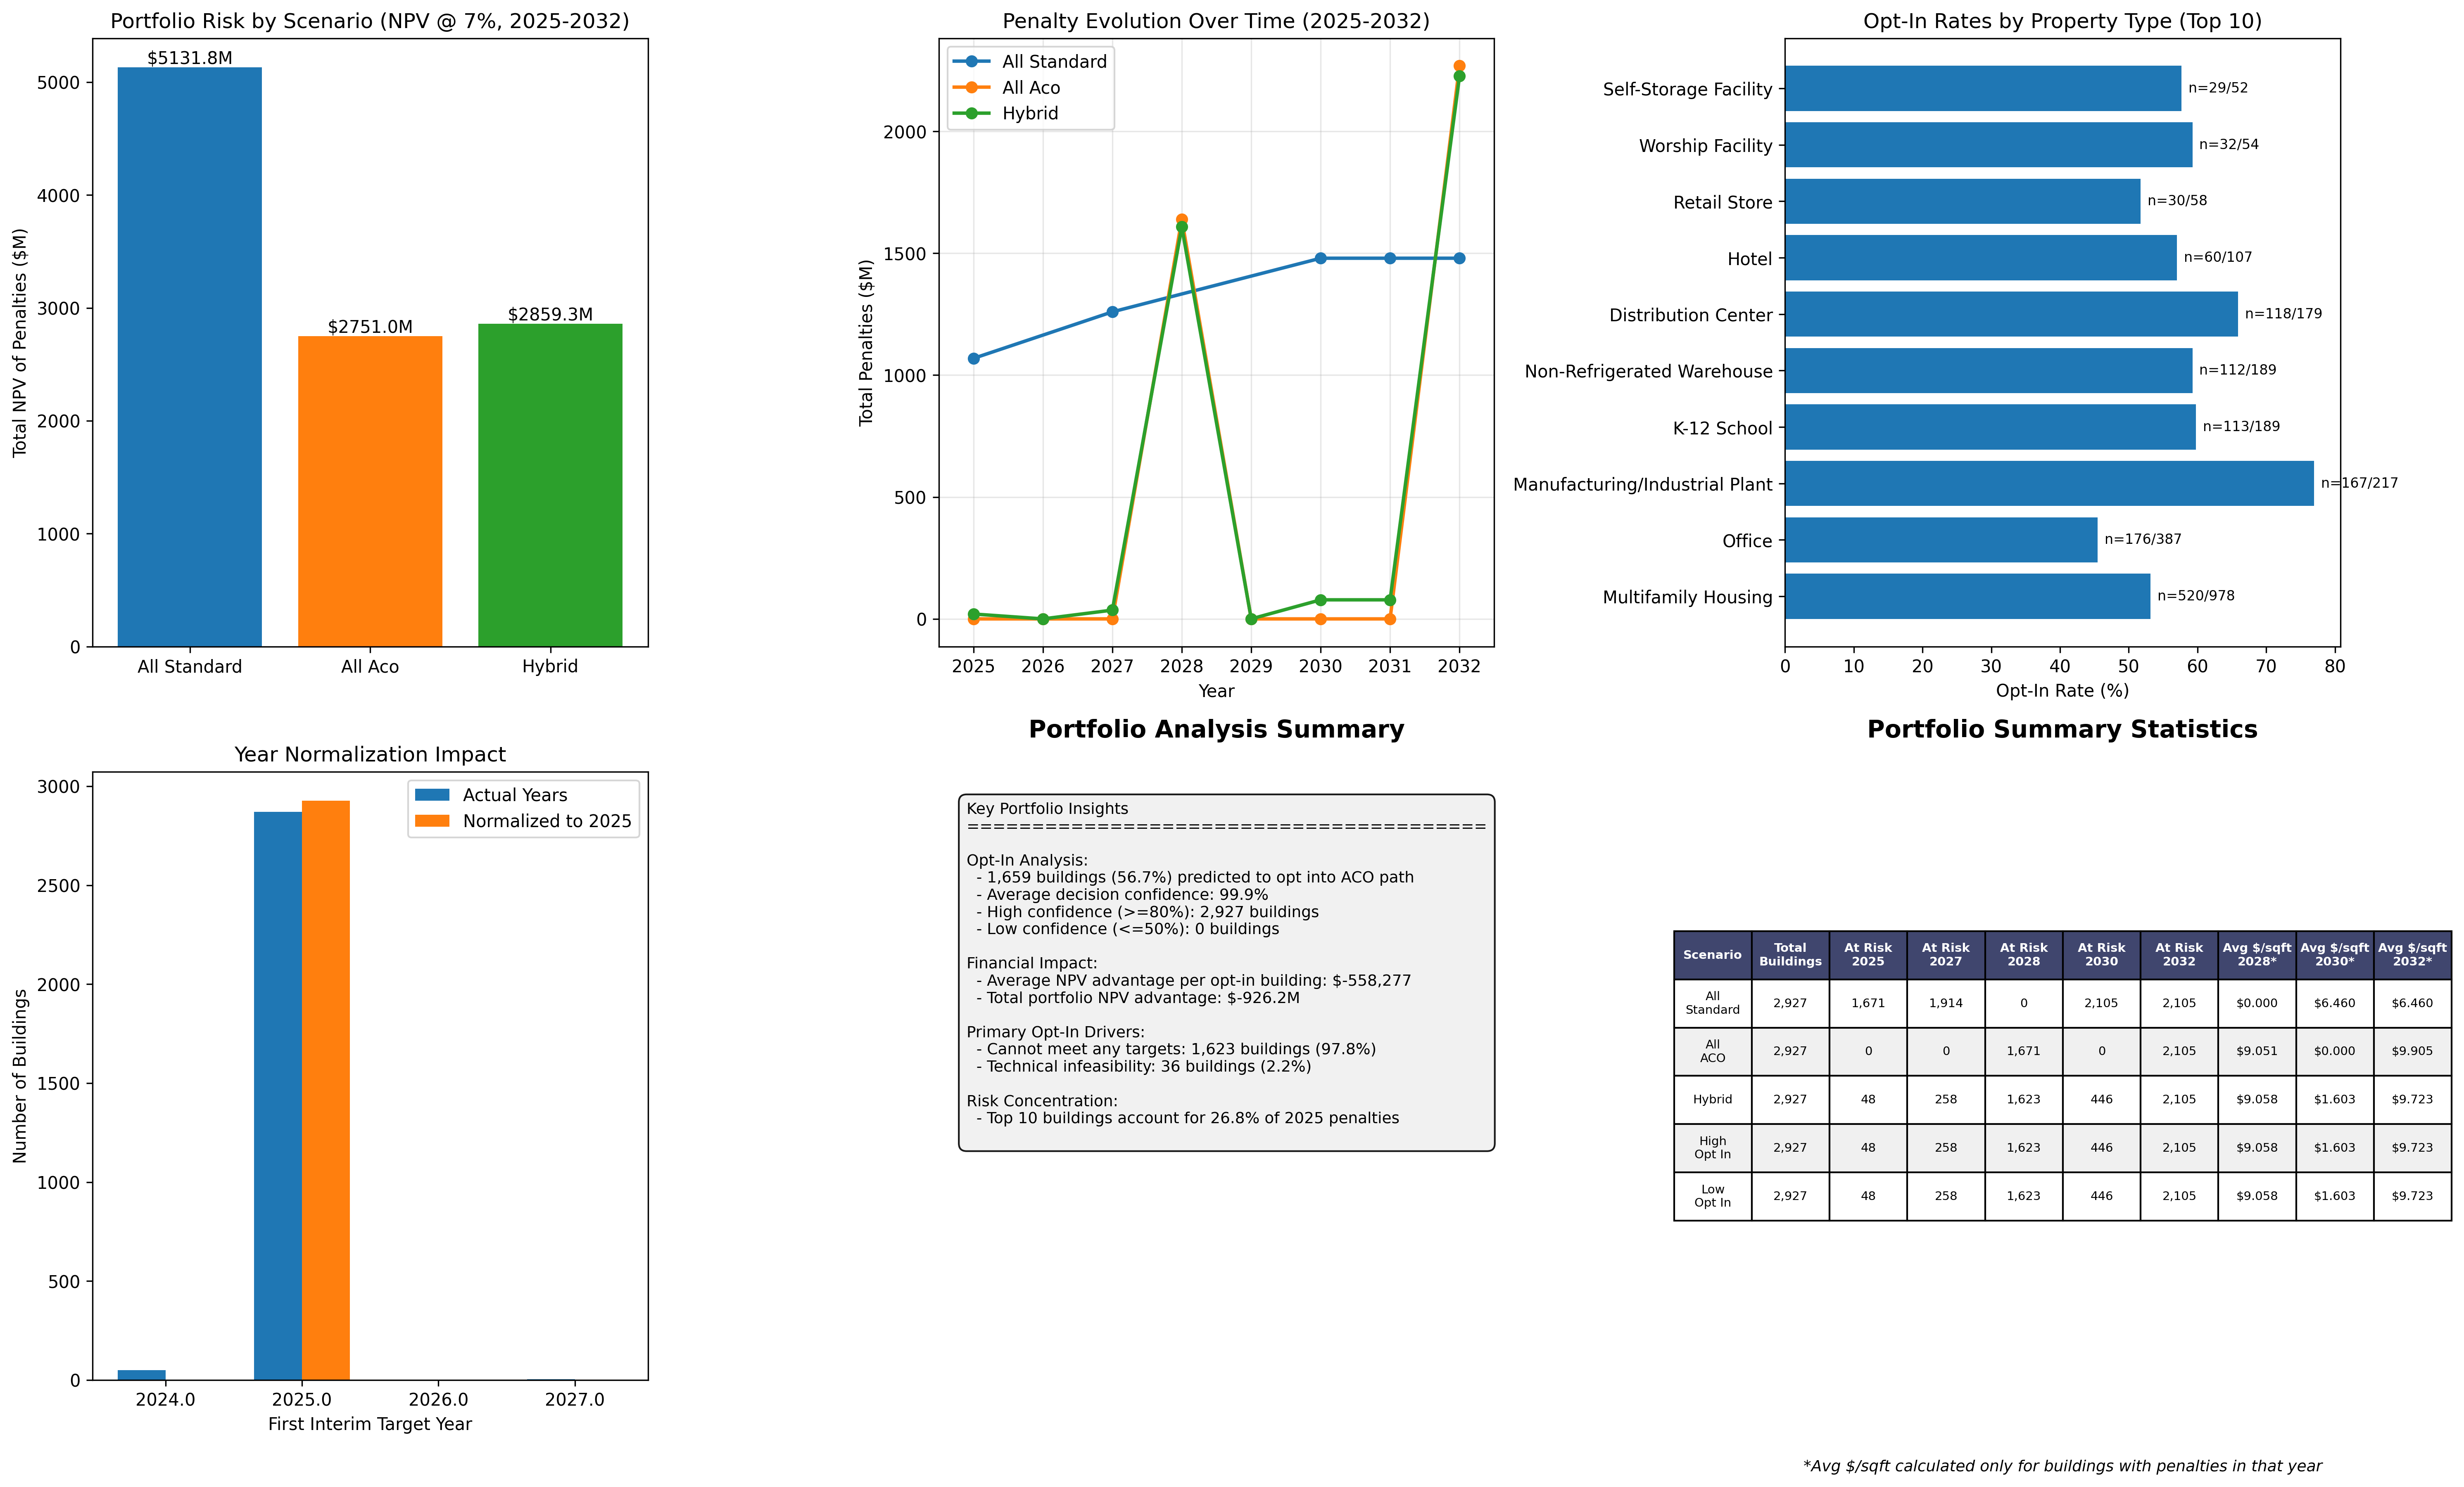 Portfolio Risk by Scenario (NPV @ 7%, 2025-2032)
Total NPV of Penalties ($M)
5000
4000
3000
2000
1000
0
$5131.8M
$2751.0M
$2859.3M
All Standard
All Aco
Hybrid
Penalty Evolution Over Time (2025-2032)
All Standard
All Aco
Hybrid
Total Penalties ($M)
2000
1500
1000
500
0
2025 2026 2027 2028 2029 2030 2031 2032
Year
Opt-In Rates by Property Type (Top 10)
Self-Storage Facility n=29/52
Worship Facility n=32/54
Retail Store n=30/58
Hotel n=60/107
Distribution Center n=118/179
Non-Refrigerated Warehouse n=112/189
K-12 School n=113/189
Manufacturing/Industrial Plant n=167/217
Office n=176/387
Multifamily Housing n=520/978
0 10 20 30 40 50 60 70 80
Opt-In Rate (%)
Year Normalization Impact
Actual Years
Normalized to 2025
Number of Buildings
3000
2500
2000
1500
1000
500
0
2024.0 2025.0 2026.0 2027.0
First Interim Target Year
Portfolio Analysis Summary
Key Portfolio Insights
========================================
Opt-In Analysis:
- 1,659 buildings (56.7%) predicted to opt into ACO path
- Average decision confidence: 99.9%
- High confidence (>=80%): 2,927 buildings
- Low confidence (<=50%): 0 buildings
Financial Impact:
- Average NPV advantage per opt-in building: $-558,277
- Total portfolio NPV advantage: $-926.2M
Primary Opt-In Drivers:
- Cannot meet any targets: 1,623 buildings (97.8%)
- Technical infeasibility: 36 buildings (2.2%)
Risk Concentration:
- Top 10 buildings account for 26.8% of 2025 penalties
Portfolio Summary Statistics
Scenario Total Buildings At Risk 2025 At Risk 2027 At Risk 2028 At Risk 2030 At Risk 2032 Avg $/sqft 2028* Avg $/sqft 2030* Avg $/sqft 2032*
All Standard 2,927 1,671 1,914 0 2,105 2,105 $0.000 $6.460 $6.460
All ACO 2,927 0 0 1,671 0 2,105 $9.051 $0.000 $9.905
Hybrid 2,927 48 258 1,623 446 2,105 $9.058 $1.603 $9.723
High Opt In 2,927 48 258 1,623 446 2,105 $9.058 $1.603 $9.723
Low Opt In 2,927 48 258 1,623 446 2,105 $9.058 $1.603 $9.723
*Avg $/sqft calculated only for buildings with penalties in that year